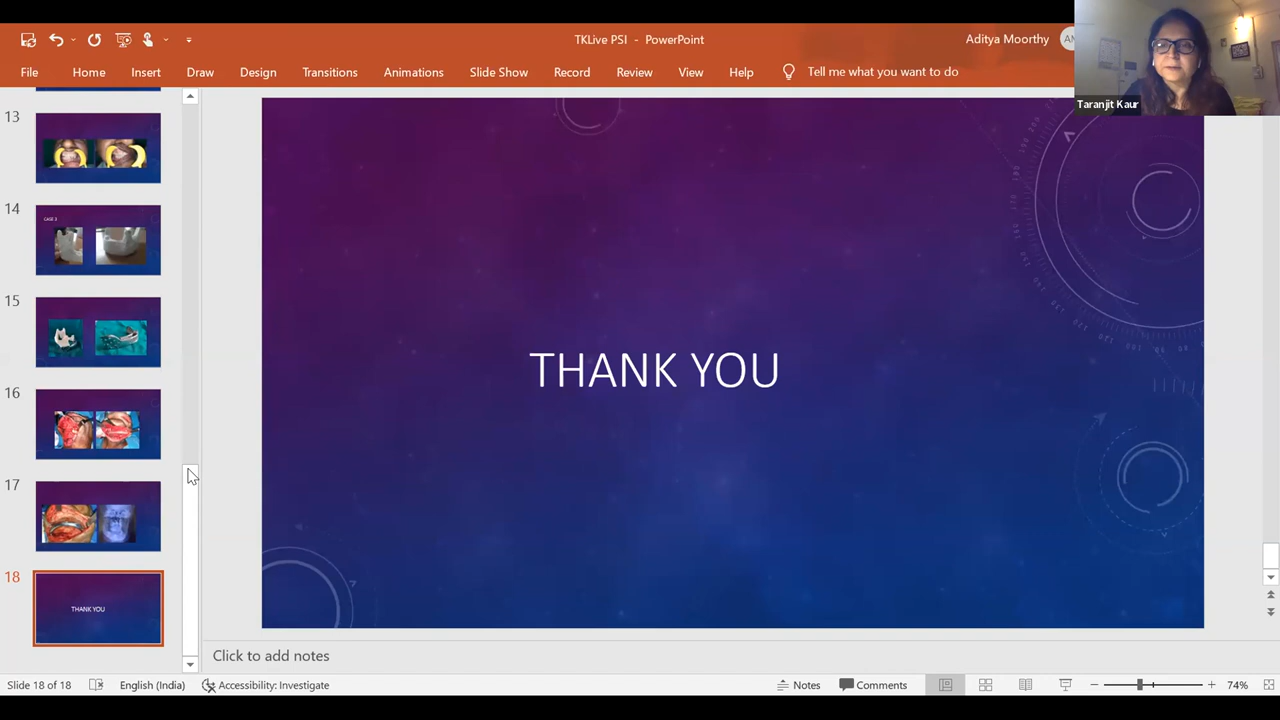 TKLive PSI - PowerPoint
Aditya Moorthy
AM
File Home Insert Draw Design Transitions Animations Slide Show Record Review View Help Tell me what you want to do
Taranjit Kaur
13
14
CASE 3
15
16
17
18
THANK YOU
THANK YOU
Click to add notes
Slide 18 of 18 English (India) Accessibility: Investigate Notes Comments 74%